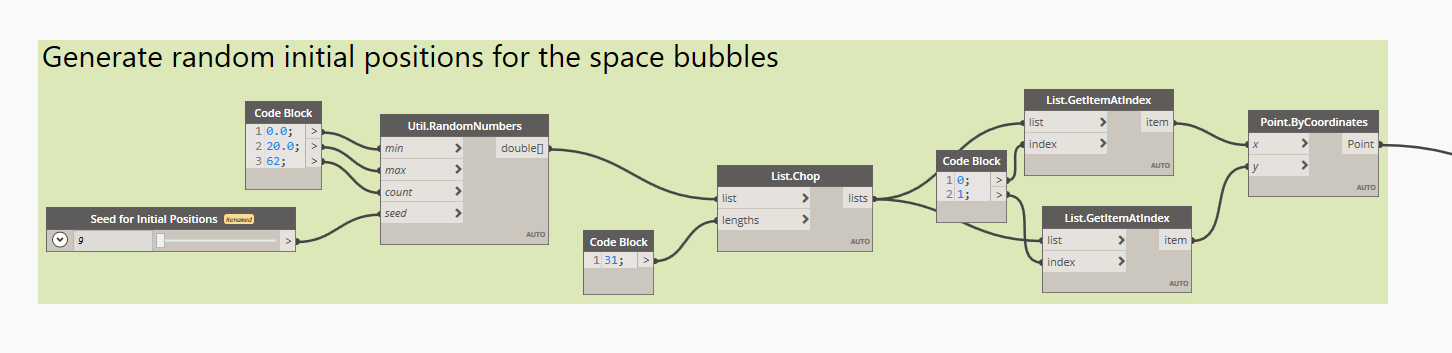 Generate random initial positions for the space bubbles
Code Block
1 0.0; >
2 20.0; >
3 62; >
Seed for Initial Positions Renamed
9 >
Util.RandomNumbers
min > double[]
max >
count >
seed >
AUTO
Code Block
1 31; >
List.Chop
list > lists
lengths >
AUTO
Code Block
1 0; >
2 1; >
List.GetItemAtIndex
list > item
index >
AUTO
List.GetItemAtIndex
list > item
index >
AUTO
Point.ByCoordinates
x > Point
y >
AUTO